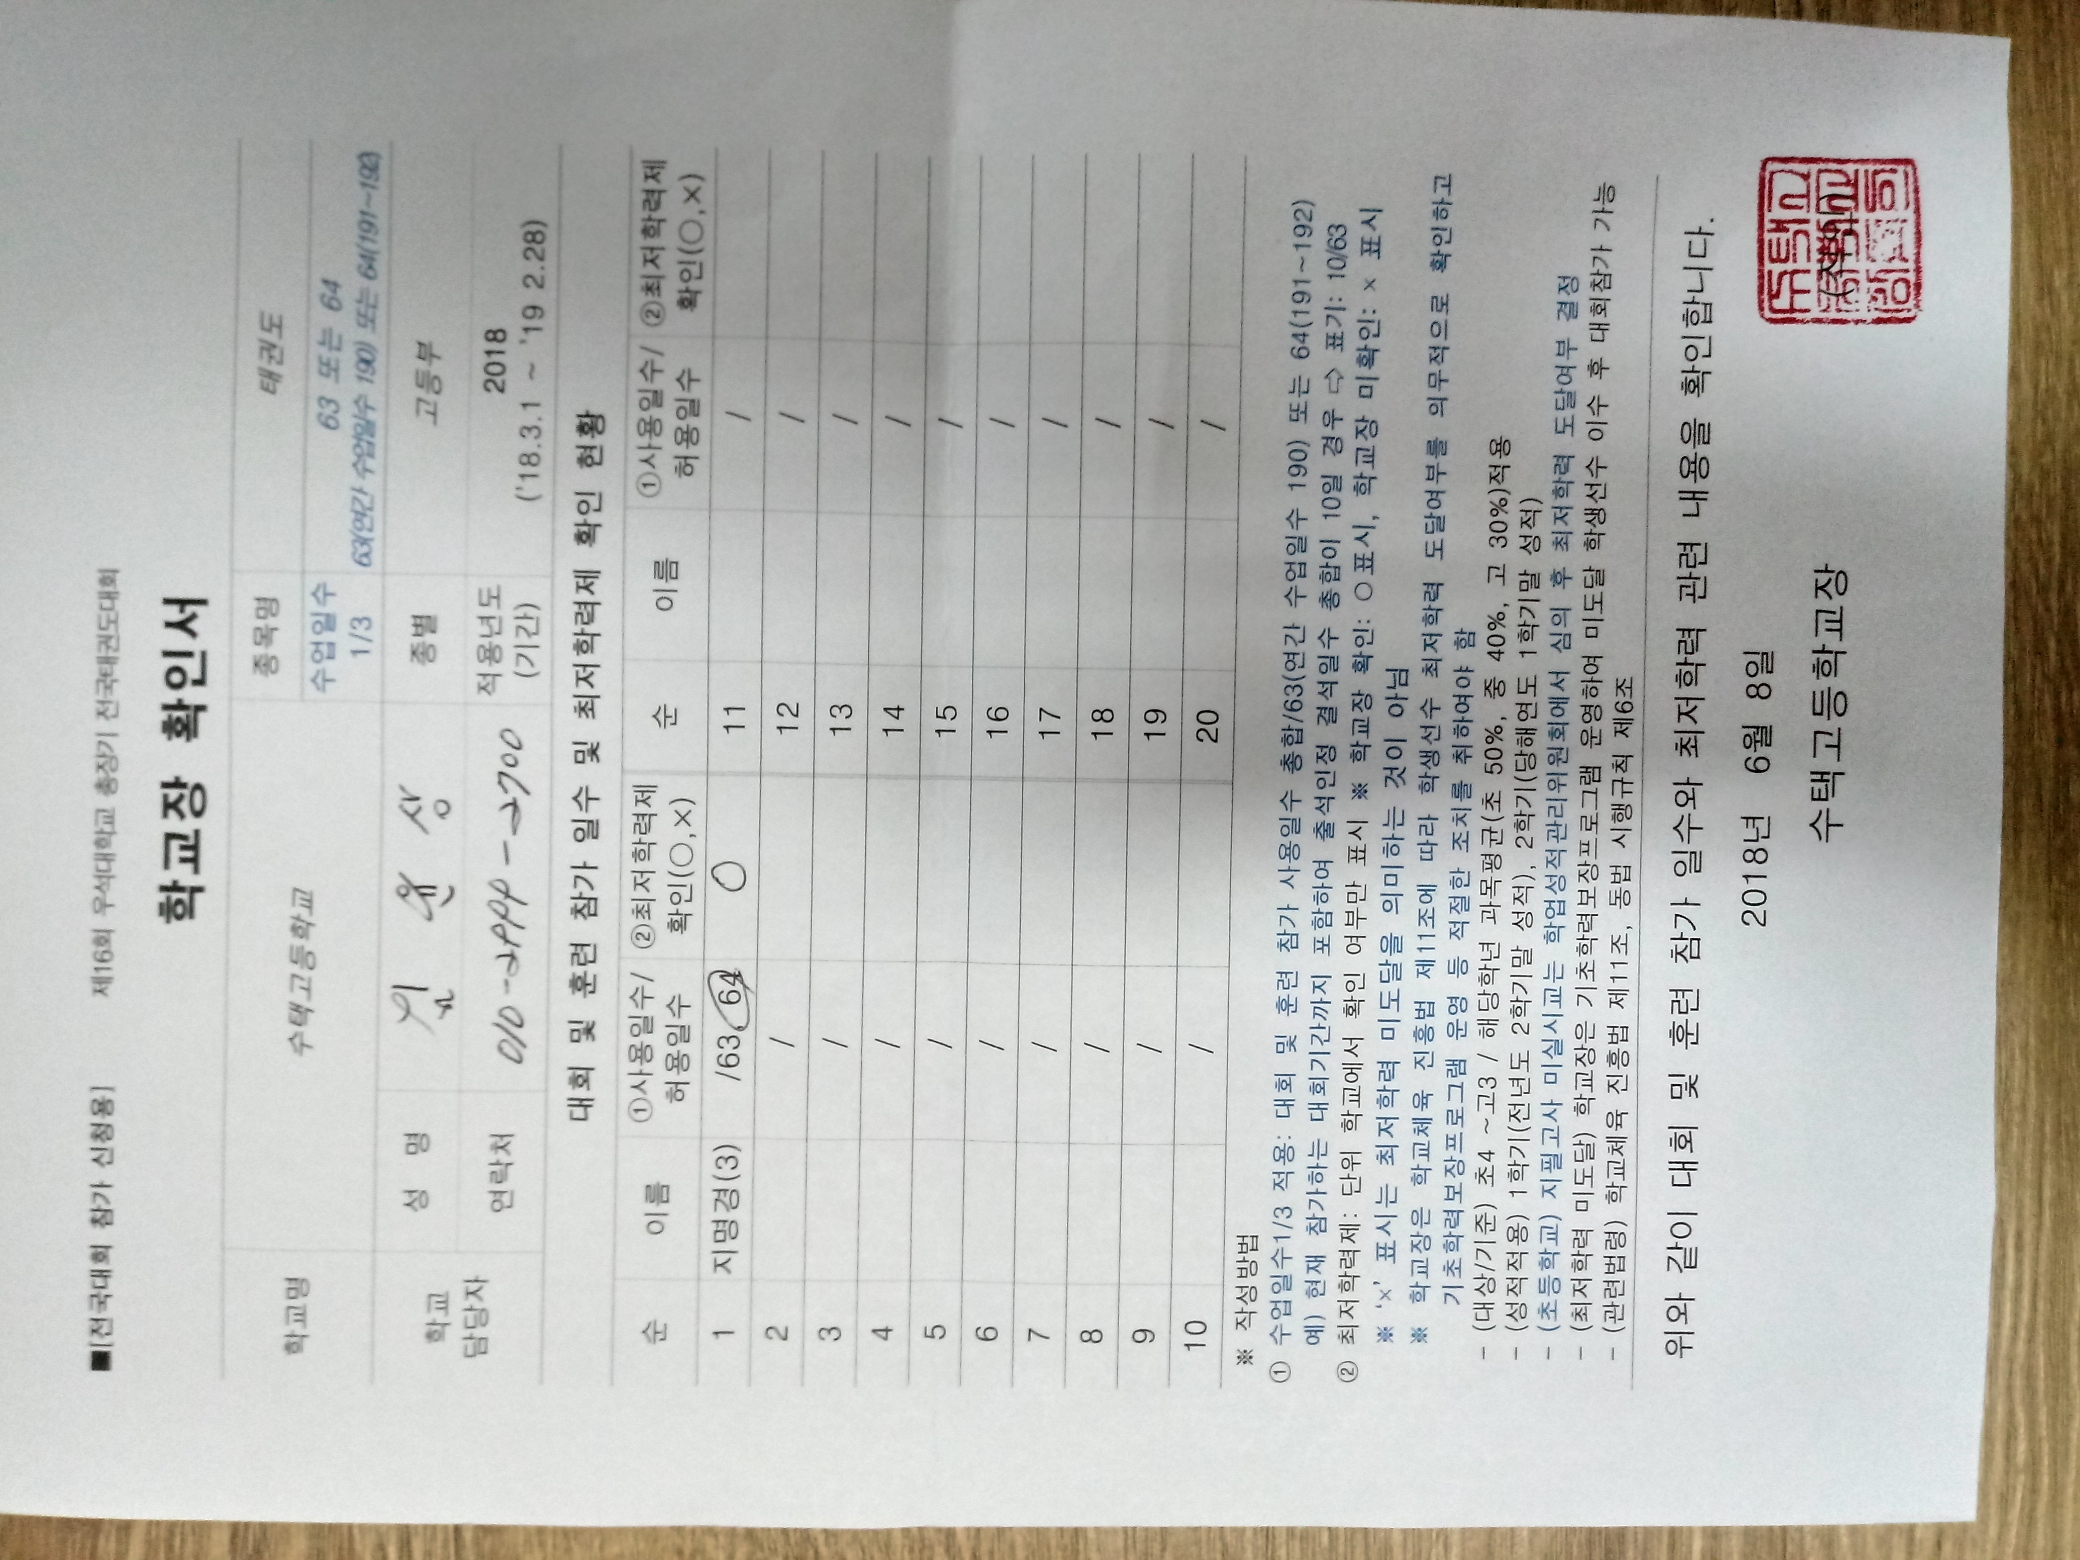 ■[전국대회 참가 신청용] 제16회 우석대학교 총장기 전국태권도대회
학교장 확인서
학교명 수택고등학교 종목명 태권도
수업일수 1/3 63 또는 64
63(연간 수업일수 190) 또는 64(191~192)
학교 담당자 성 명 종별 고등부
연락처 010- -2700 적용년도 (기간) 2018
('18.3.1 ~ '19 2.28)
대회 및 훈련 참가 일수 및 최저학력제 확인 현황
순 이름 ①사용일수/허용일수 ②최저학력제 확인(○,×) 순 이름 ①사용일수/허용일수 ②최저학력제 확인(○,×)
1 지명경(3) /63, 64 ○ 11 /
2 / 12 /
3 / 13 /
4 / 14 /
5 / 15 /
6 / 16 /
7 / 17 /
8 / 18 /
9 / 19 /
10 / 20 /
※ 작성방법
① 수업일수1/3 적용: 대회 및 훈련 참가 사용일수 총합/63(연간 수업일수 190) 또는 64(191~192)
예) 현재 참가하는 대회기간까지 포함하여 출석인정 결석일수 총합이 10일 경우 ⇨ 표기: 10/63
② 최저학력제: 단위 학교에서 확인 여부만 표시 ※ 학교장 확인: ○표시, 학교장 미확인: × 표시
※ '×' 표시는 최저학력 미도달을 의미하는 것이 아님
※ 학교장은 학교체육 진흥법 제11조에 따라 학생선수 최저학력 도달여부를 의무적으로 확인하고
기초학력보장프로그램 운영 등 적절한 조치를 취하여야 함
- (대상/기준) 초4 ~고3 / 해당학년 과목평균(초 50%, 중 40%, 고 30%)적용
- (성적적용) 1학기(전년도 2학기말 성적), 2학기(당해연도 1학기말 성적)
- (초등학교) 지필고사 미실시교는 학업성적관리위원회에서 심의 후 최저학력 도달여부 결정
- (최저학력 미도달) 학교장은 기초학력보장프로그램 운영하여 미도달 학생선수 이수 후 대회참가 가능
- (관련법령) 학교체육 진흥법 제11조, 동법 시행규칙 제6조
위와 같이 대회 및 훈련 참가 일수와 최저학력 관련 내용을 확인합니다.
2018년 6월 8일
수택고등학교장 (직인)